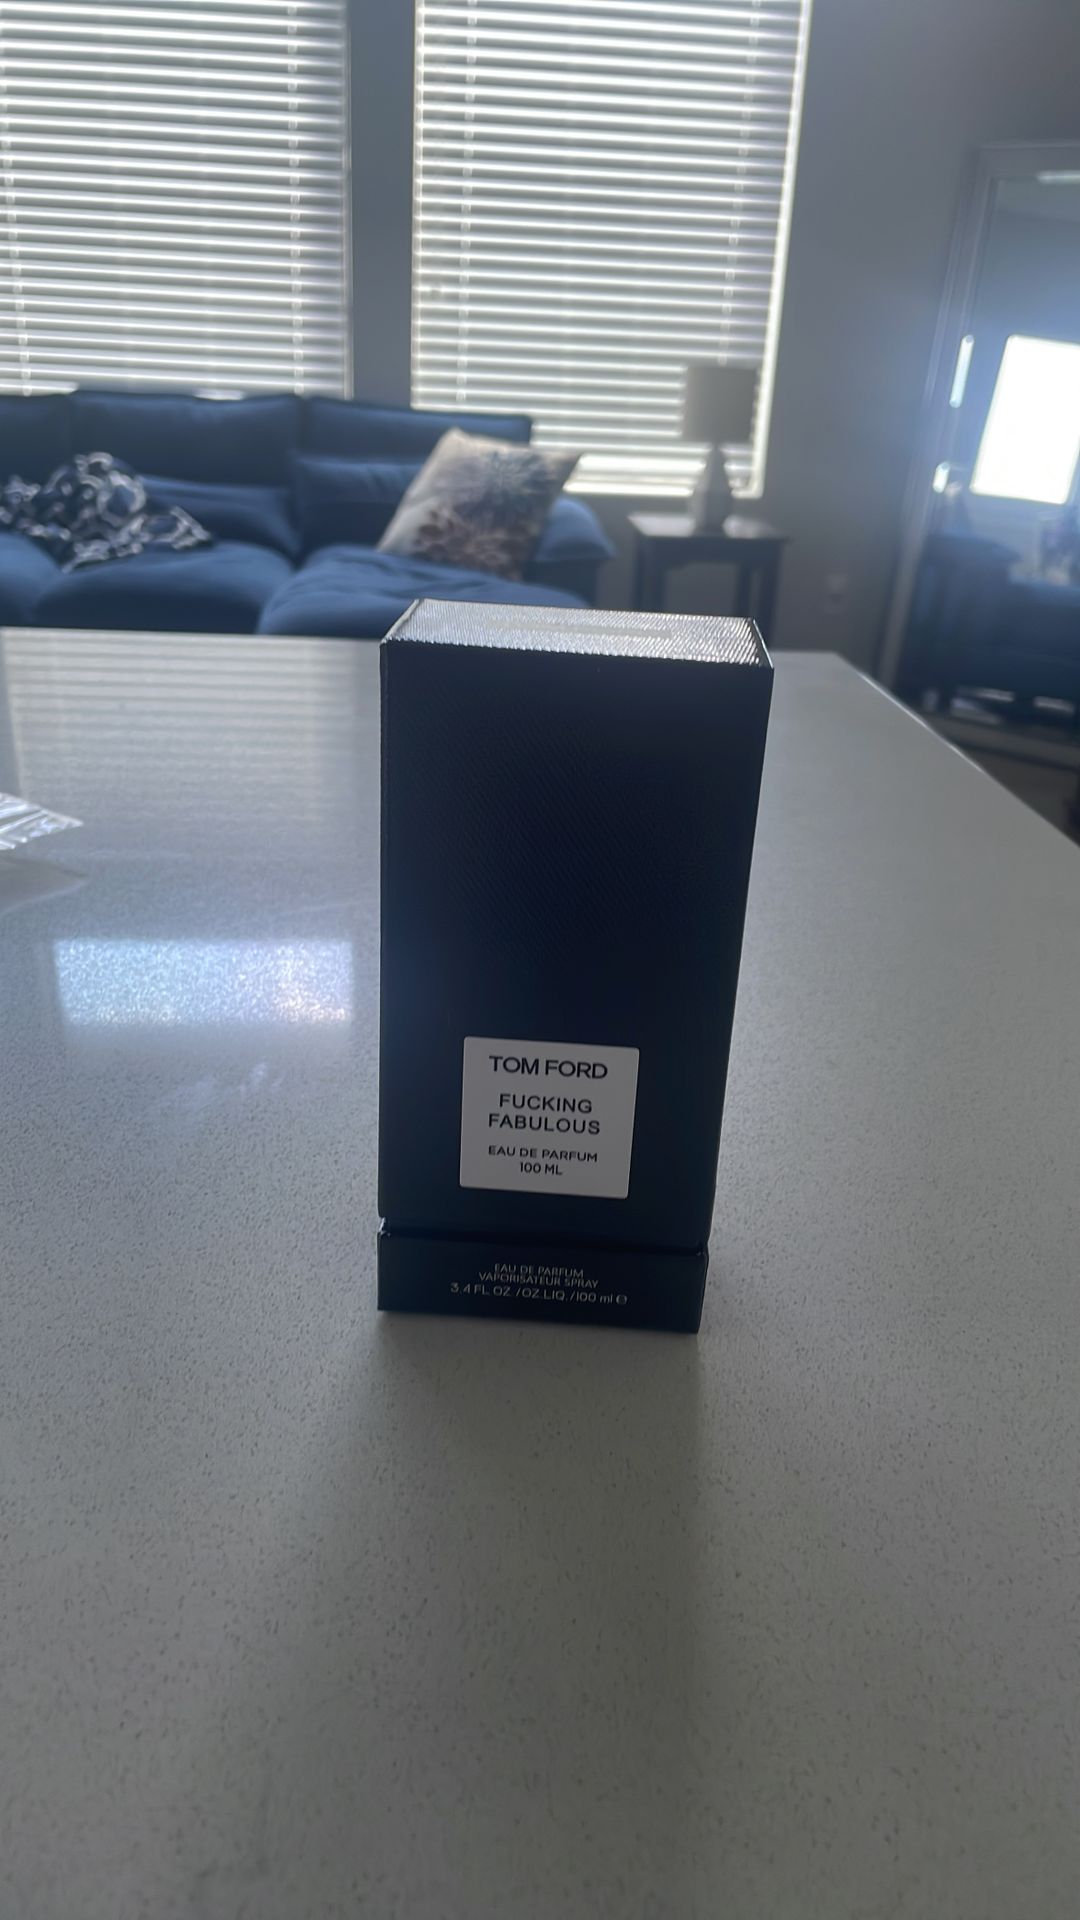 TOM FORD
FUCKING
FABULOUS
EAU DE PARFUM
100 ML
EAU DE PARFUM
VAPORISATEUR SPRAY
3.4 FL.OZ./OZ.LIQ./100 ml ℮